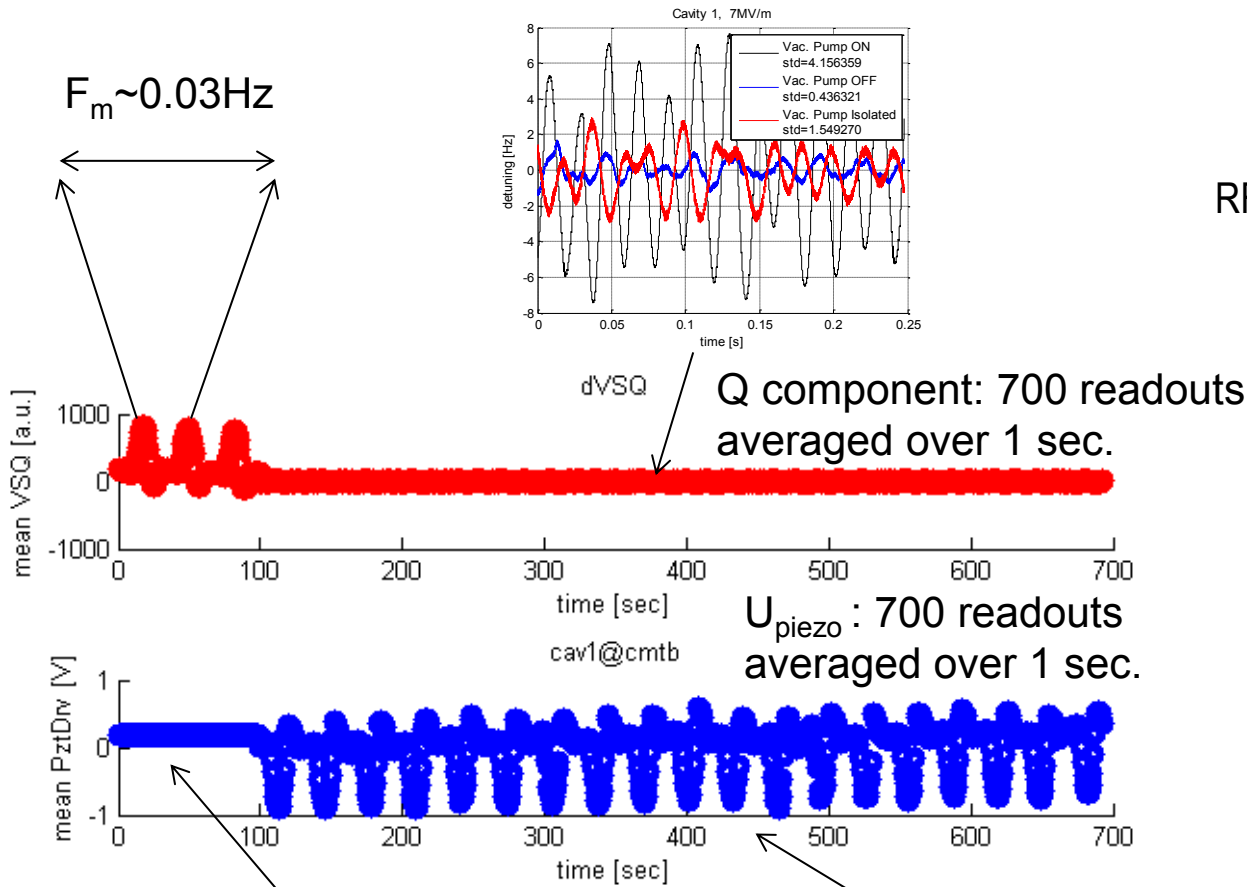 Cavity 1, 7MV/m
8
6
4
2
0
-2
-4
-6
-8
detuning [Hz]
Vac. Pump ON
std=4.156359
Vac. Pump OFF
std=0.436321
Vac. Pump Isolated
std=1.549270
0 0.05 0.1 0.15 0.2 0.25
time [s]
Fm~0.03Hz
dVSQ
Q component: 700 readouts
averaged over 1 sec.
mean VSQ [a.u.]
1000
0
-1000
0 100 200 300 400 500 600 700
time [sec]
Upiezo : 700 readouts
averaged over 1 sec.
cav1@cmtb
mean PztDrv [V]
1
0
-1
0 100 200 300 400 500 600 700
time [sec]